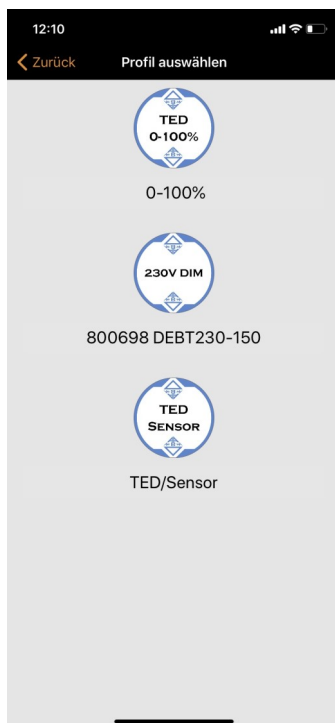 12:10
Zurück Profil auswählen
TED
0-100%
0-100%
230V DIM
800698 DEBT230-150
TED
SENSOR
TED/Sensor